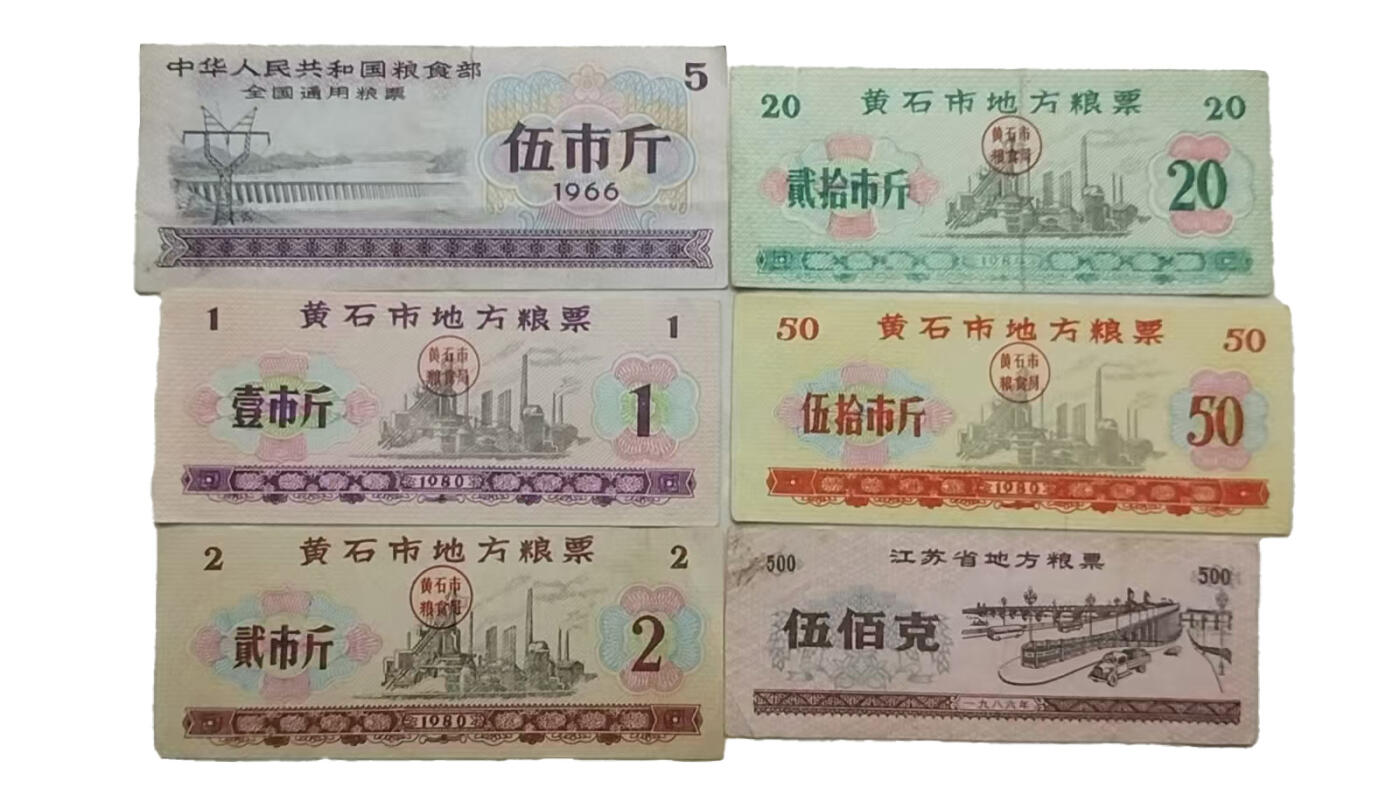 中华人民共和国粮食部
5
全国通用粮票
伍市斤
1966
20
黄石市地方粮票
20
黄石市
粮食局
贰拾市斤
20
1980
1
黄石市地方粮票
1
黄石市
粮食局
壹市斤
1
1980
50
黄石市地方粮票
50
黄石市
粮食局
伍拾市斤
50
1980
2
黄石市地方粮票
2
黄石市
粮食局
贰市斤
2
1980
500
江苏省地方粮票
500
伍佰克
一九八六年